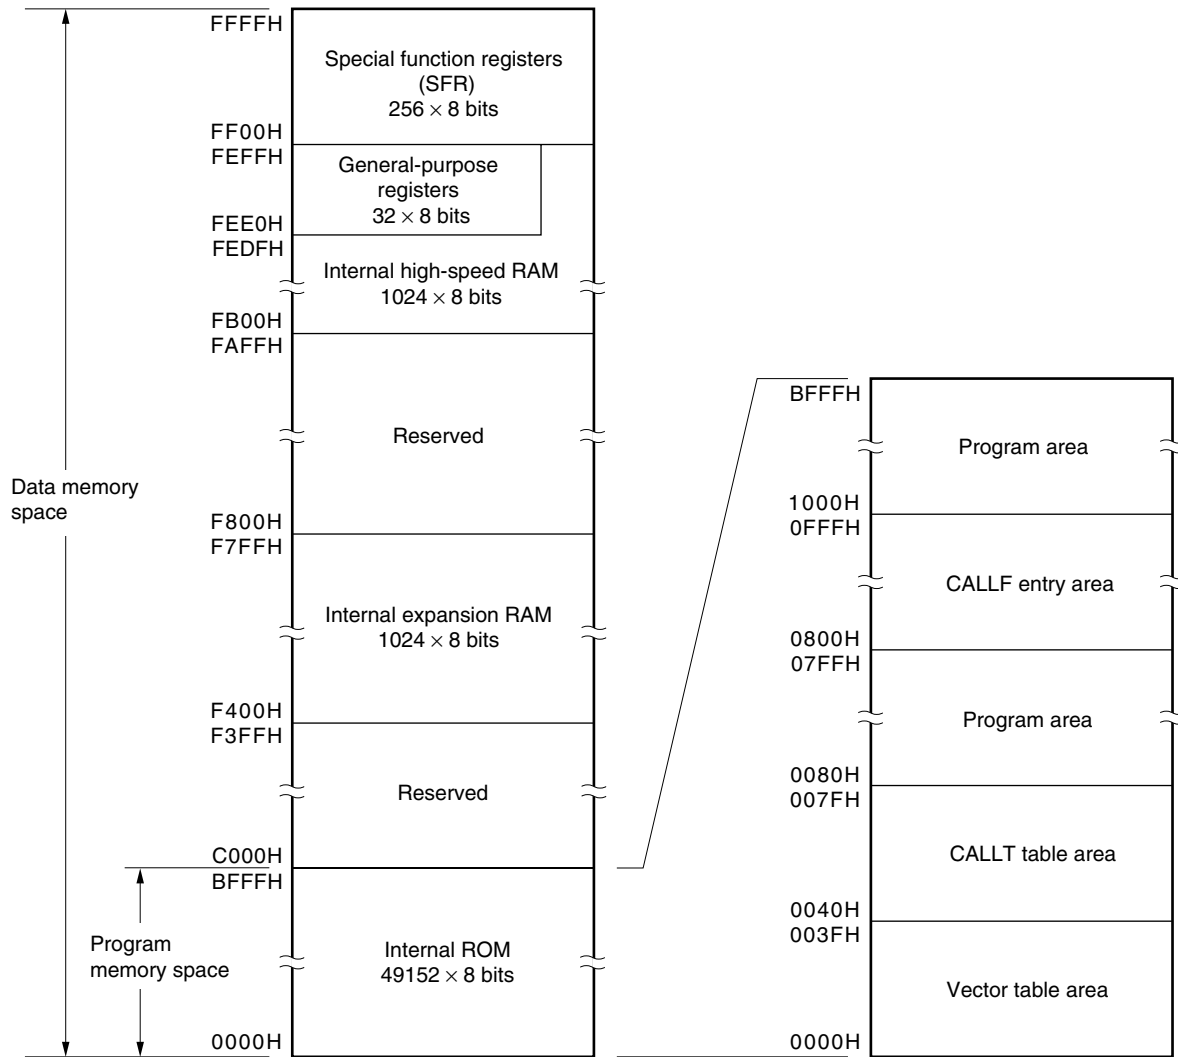 FFFFH
Special function registers
(SFR)
256 × 8 bits
FF00H
FEFFH
General-purpose
registers
32 × 8 bits
FEE0H
FEDFH
Internal high-speed RAM
1024 × 8 bits
FB00H
FAFFH
Reserved
Data memory
space
F800H
F7FFH
Internal expansion RAM
1024 × 8 bits
F400H
F3FFH
Reserved
C000H
BFFFH
Program
memory space
Internal ROM
49152 × 8 bits
0000H
BFFFH
Program area
1000H
0FFFH
CALLF entry area
0800H
07FFH
Program area
0080H
007FH
CALLT table area
0040H
003FH
Vector table area
0000H